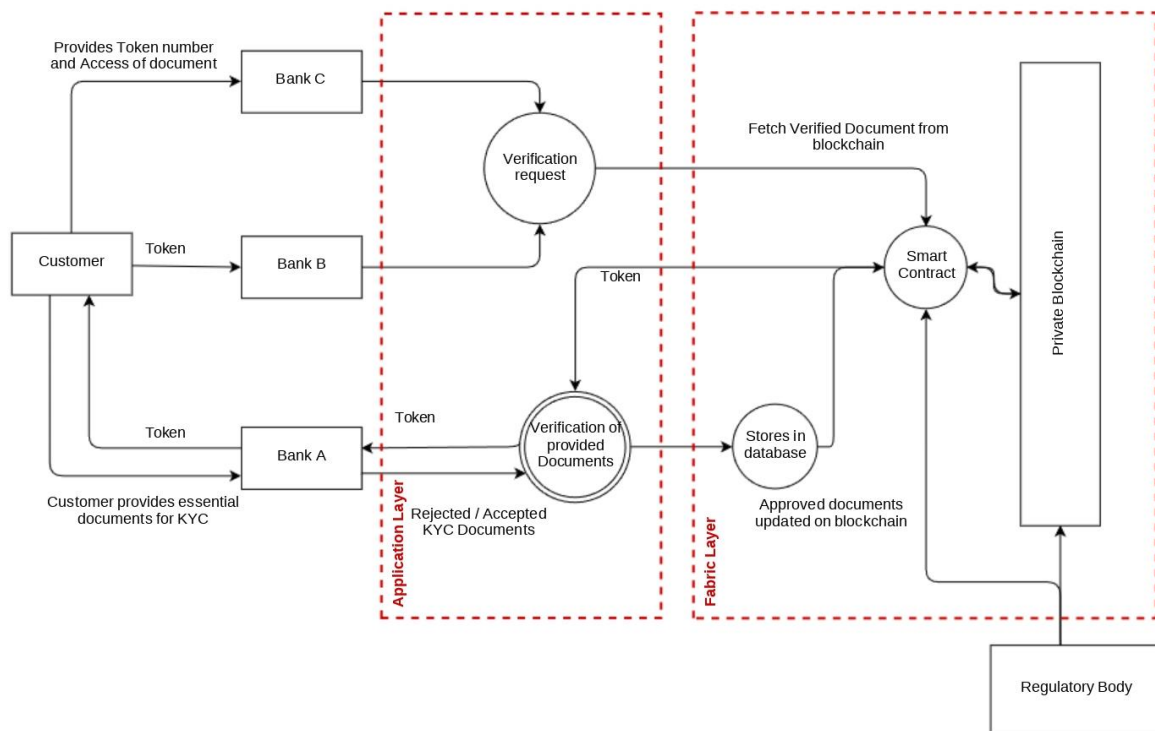 Provides Token number
and Access of document
Bank C
Verification
request
Fetch Verified Document from
blockchain
Customer
Token
Bank B
Token
Smart
Contract
Private Blockchain
Token
Bank A
Token
Verification of
provided
Documents
Stores in
database
Customer provides essential
documents for KYC
Rejected / Accepted
KYC Documents
Approved documents
updated on blockchain
Application Layer
Fabric Layer
Regulatory Body